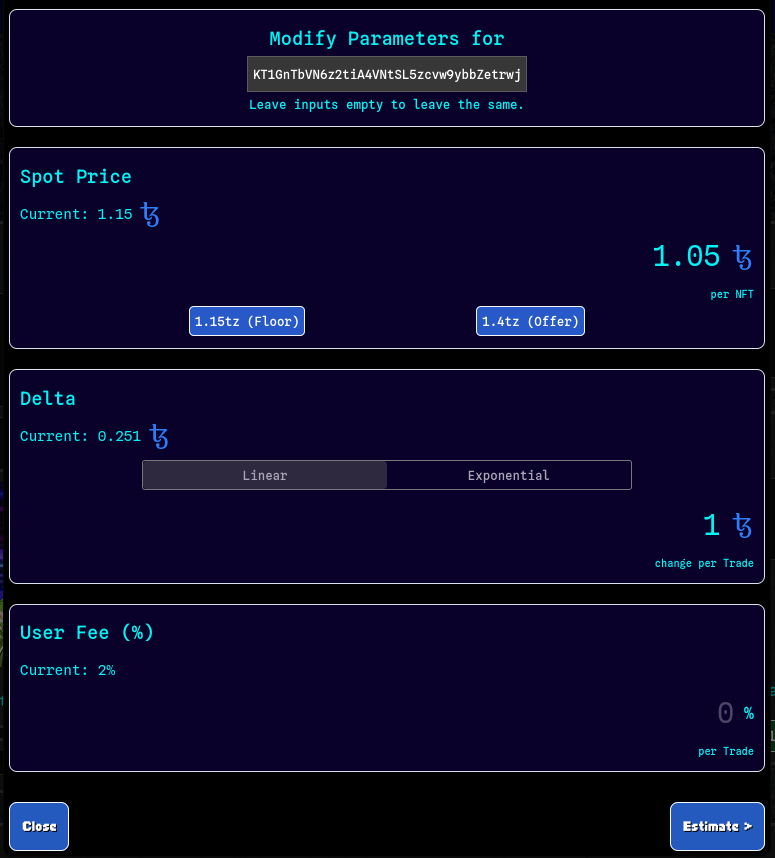 Modify Parameters for
KT1GnTbVN6z2tiA4VNtSL5zcvw9ybbZetrwj
Leave inputs empty to leave the same.
Spot Price
Current: 1.15 ꜩ
1.05 ꜩ
per NFT
1.15tz (Floor)
1.4tz (Offer)
Delta
Current: 0.251 ꜩ
Linear
Exponential
1 ꜩ
change per Trade
User Fee (%)
Current: 2%
0 %
per Trade
Close
Estimate >